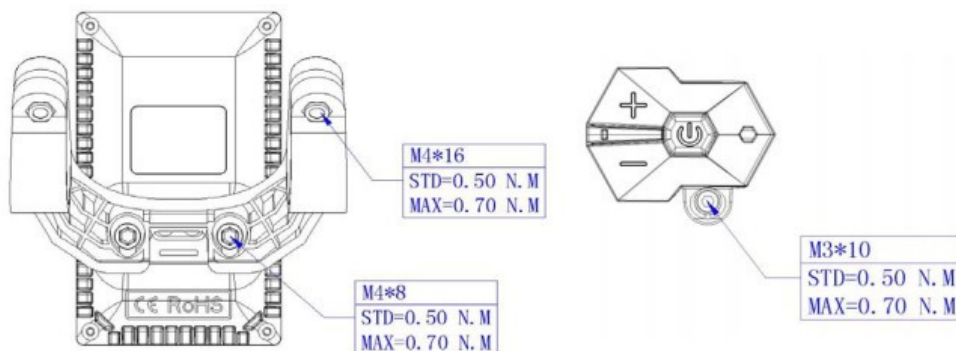 M4*16
STD=0.50 N.M
MAX=0.70 N.M
M4*8
STD=0.50 N.M
MAX=0.70 N.M
CE RoHS
M3*10
STD=0.50 N.M
MAX=0.70 N.M